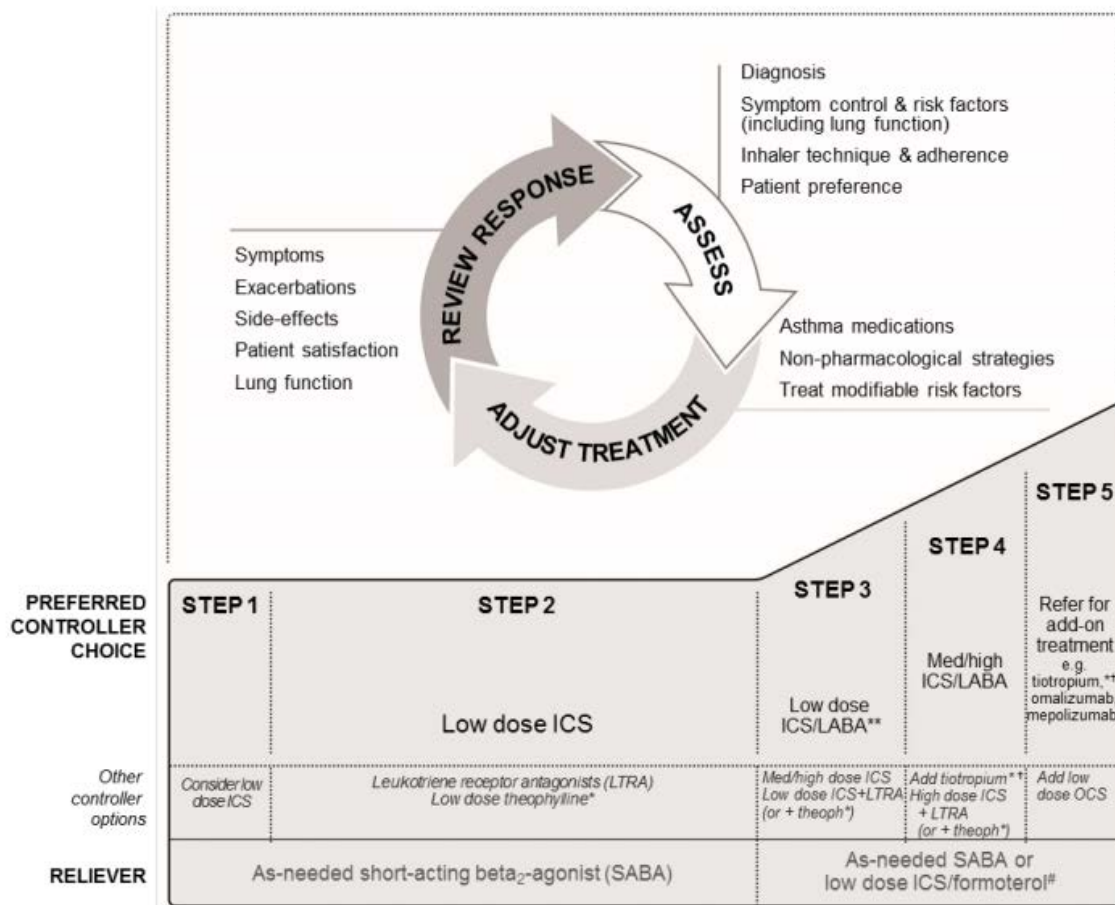 Diagnosis
Symptom control & risk factors
(including lung function)
Inhaler technique & adherence
Patient preference
REVIEW RESPONSE
ASSESS
ADJUST TREATMENT
Symptoms
Exacerbations
Side-effects
Patient satisfaction
Lung function
Asthma medications
Non-pharmacological strategies
Treat modifiable risk factors
PREFERRED
CONTROLLER
CHOICE
STEP 1
STEP 2
Low dose ICS
STEP 3
Low dose
ICS/LABA**
STEP 4
Med/high
ICS/LABA
STEP 5
Refer for
add-on
treatment
e.g.
tiotropium,*†
omalizumab,
mepolizumab
Other
controller
options
Consider low
dose ICS
Leukotriene receptor antagonists (LTRA)
Low dose theophylline*
Med/high dose ICS
Low dose ICS+LTRA
(or + theoph*)
Add tiotropium*†
High dose ICS
+ LTRA
(or + theoph*)
Add low
dose OCS
RELIEVER
As-needed short-acting beta₂-agonist (SABA)
As-needed SABA or
low dose ICS/formoterol#